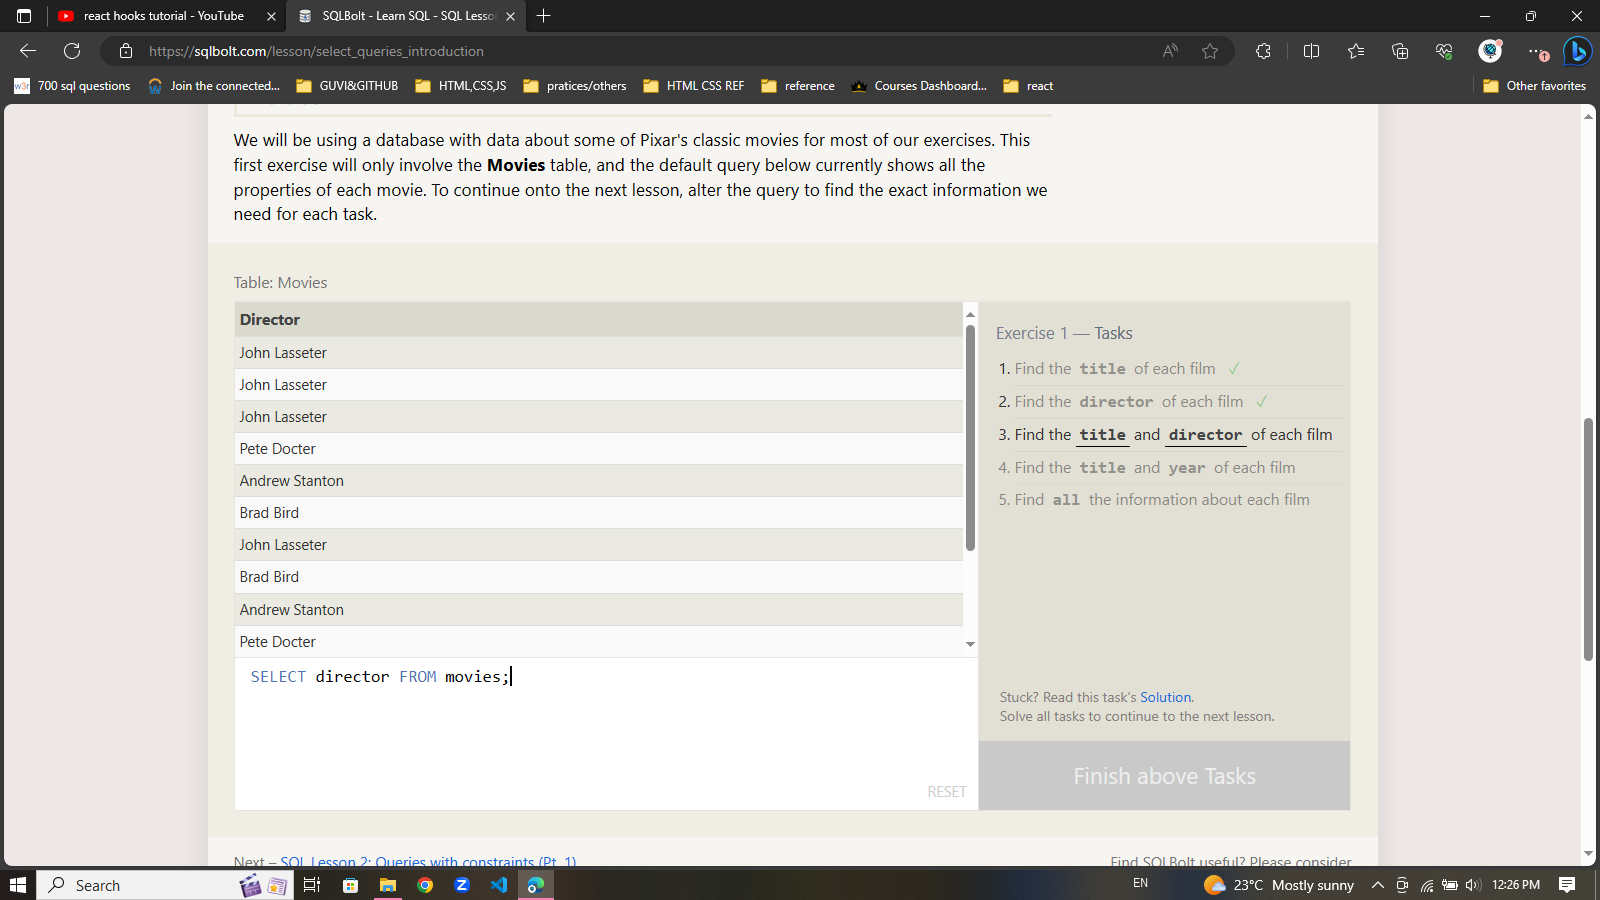 react hooks tutorial - YouTube
SQLBolt - Learn SQL - SQL Lesso
https://sqlbolt.com/lesson/select_queries_introduction
700 sql questions
Join the connected...
GUVI&GITHUB
HTML,CSS,JS
pratices/others
HTML CSS REF
reference
Courses Dashboard...
react
Other favorites
We will be using a database with data about some of Pixar's classic movies for most of our exercises. This
first exercise will only involve the Movies table, and the default query below currently shows all the
properties of each movie. To continue onto the next lesson, alter the query to find the exact information we
need for each task.
Table: Movies
Director
John Lasseter
John Lasseter
John Lasseter
Pete Docter
Andrew Stanton
Brad Bird
John Lasseter
Brad Bird
Andrew Stanton
Pete Docter
SELECT director FROM movies;
RESET
Exercise 1 — Tasks
1. Find the title of each film ✓
2. Find the director of each film ✓
3. Find the title and director of each film
4. Find the title and year of each film
5. Find all the information about each film
Stuck? Read this task's Solution.
Solve all tasks to continue to the next lesson.
Finish above Tasks
Next – SQL Lesson 2: Queries with constraints (Pt. 1)
Find SQLBolt useful? Please consider
Search
EN
23°C Mostly sunny
12:26 PM